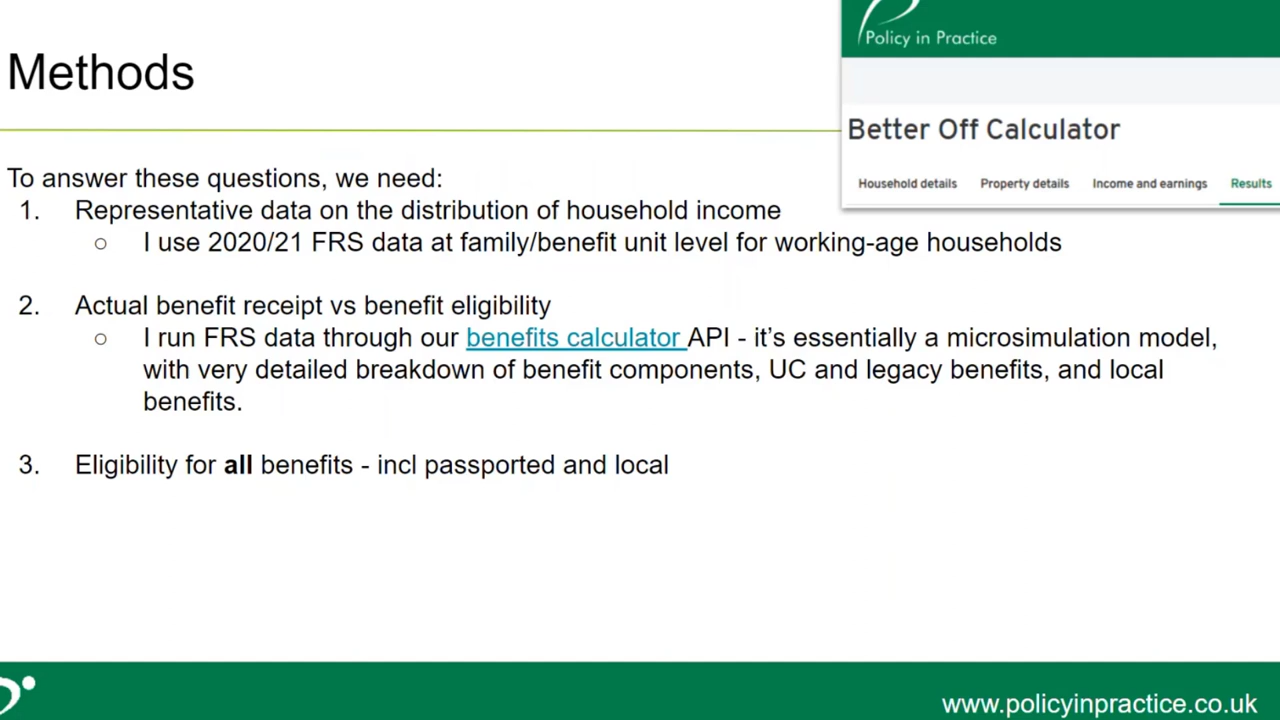 Policy in Practice
Methods
Better Off Calculator
Household details Property details Income and earnings Results
To answer these questions, we need:
1. Representative data on the distribution of household income
○ I use 2020/21 FRS data at family/benefit unit level for working-age households
2. Actual benefit receipt vs benefit eligibility
○ I run FRS data through our benefits calculator API - it's essentially a microsimulation model,
with very detailed breakdown of benefit components, UC and legacy benefits, and local
benefits.
3. Eligibility for all benefits - incl passported and local
www.policyinpractice.co.uk